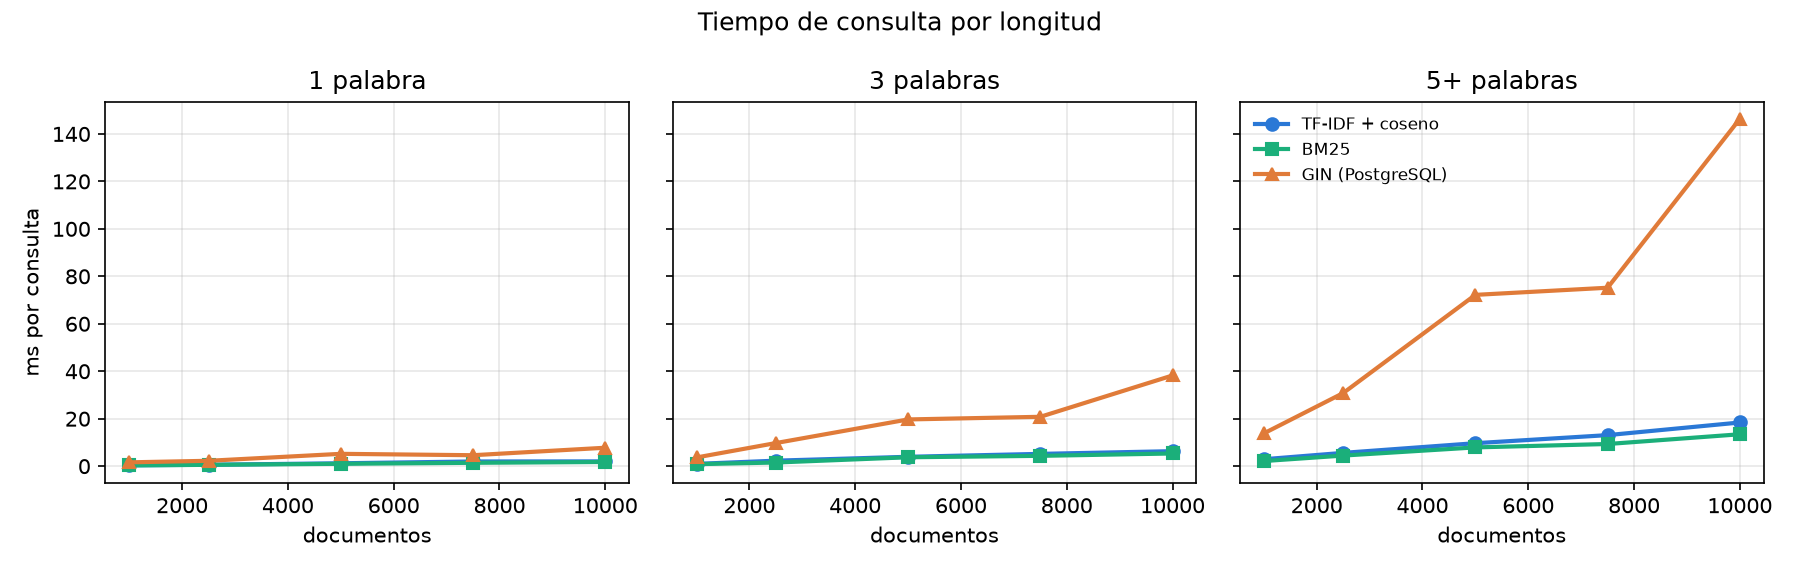 Tiempo de consulta por longitud
1 palabra
3 palabras
5+ palabras
ms por consulta
140
120
100
80
60
40
20
0
TF-IDF + coseno
BM25
GIN (PostgreSQL)
2000 4000 6000 8000 10000
2000 4000 6000 8000 10000
2000 4000 6000 8000 10000
documentos
documentos
documentos